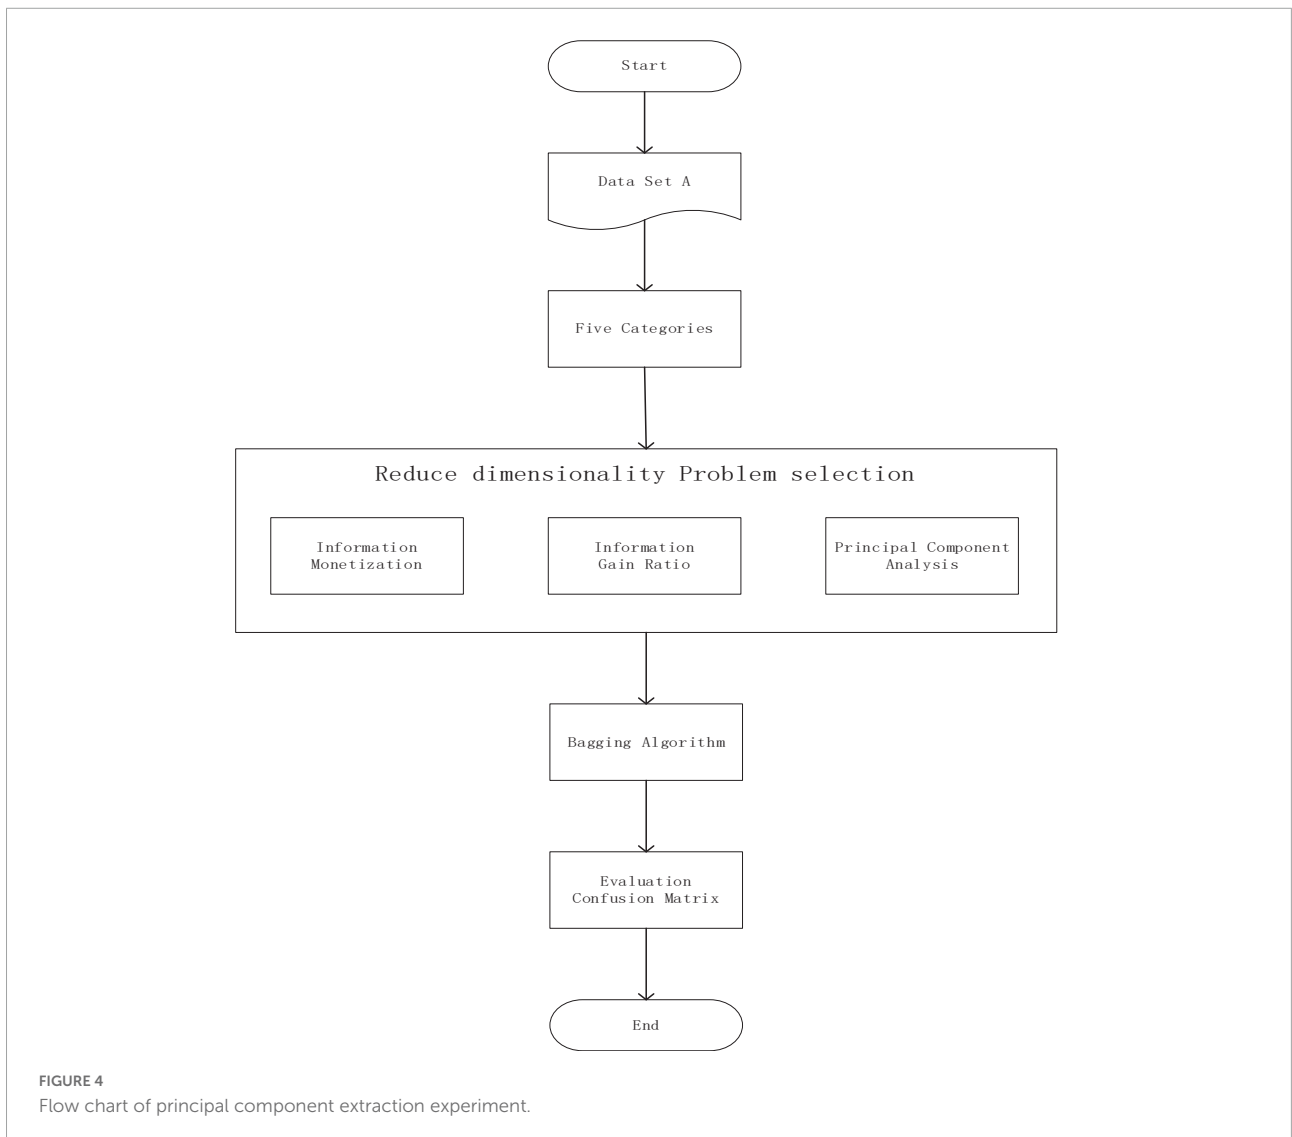 Start
Data Set A
Five Categories
Reduce dimensionality Problem selection
Information
Monetization
Information
Gain Ratio
Principal Component
Analysis
Bagging Algorithm
Evaluation
Confusion Matrix
End
FIGURE 4
Flow chart of principal component extraction experiment.